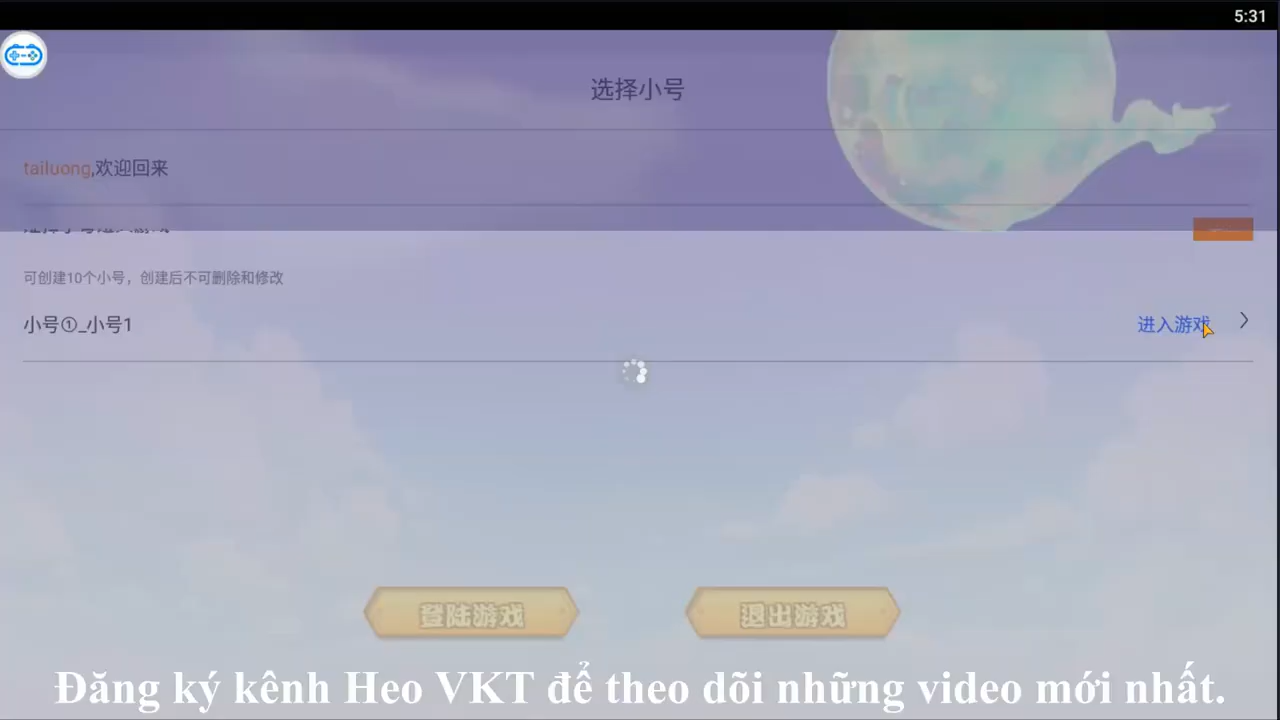 5:31
选择小号
tailuong,欢迎回来
可创建10个小号，创建后不可删除和修改
小号①_小号1
进入游戏
登陆游戏
退出游戏
Đăng ký kênh Heo VKT để theo dõi những video mới nhất.